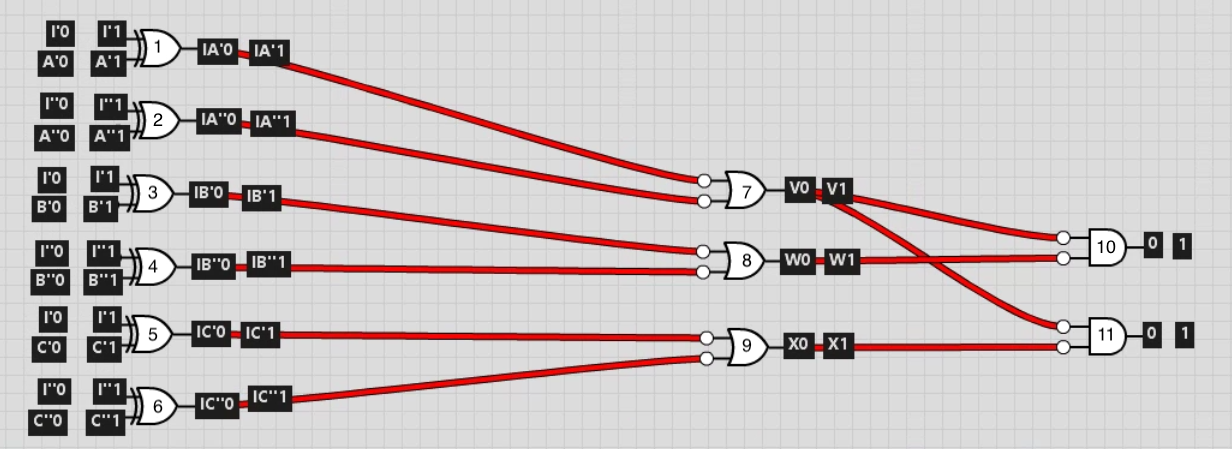 I'0 I'1
A'0 A'1
1
IA'0 IA'1
I''0 I''1
A''0 A''1
2
IA''0 IA''1
I'0 I'1
B'0 B'1
3
IB'0 IB'1
I''0 I''1
B''0 B''1
4
IB''0 IB''1
I'0 I'1
C'0 C'1
5
IC'0 IC'1
I''0 I''1
C''0 C''1
6
IC''0 IC''1
7
V0 V1
8
W0 W1
9
X0 X1
10
0 1
11
0 1